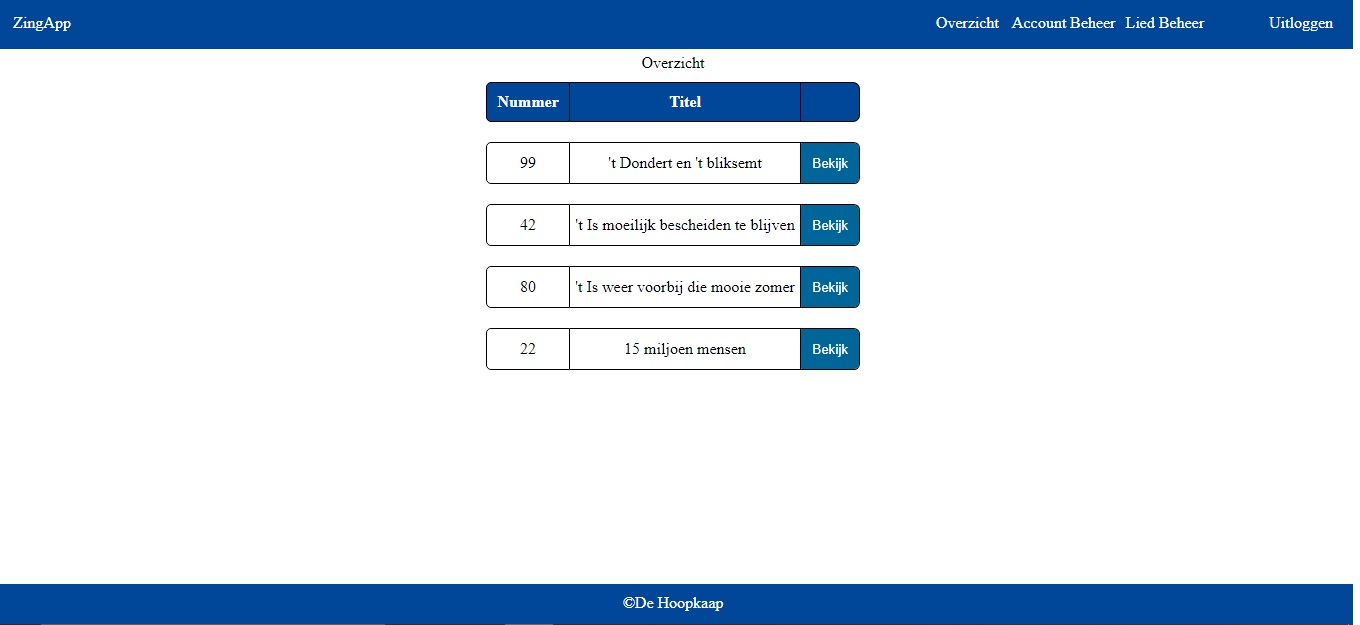 ZingApp Overzicht Account Beheer Lied Beheer Uitloggen
Overzicht
Nummer Titel
99 't Dondert en 't bliksemt Bekijk
42 't Is moeilijk bescheiden te blijven Bekijk
80 't Is weer voorbij die mooie zomer Bekijk
22 15 miljoen mensen Bekijk
©De Hoopkaap